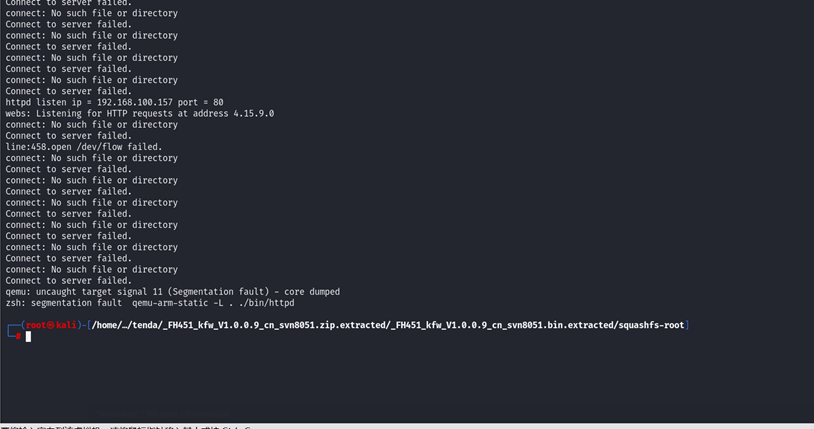 Connect to server failed.
connect: No such file or directory
Connect to server failed.
connect: No such file or directory
Connect to server failed.
connect: No such file or directory
Connect to server failed.
connect: No such file or directory
Connect to server failed.
httpd listen ip = 192.168.100.157 port = 80
webs: Listening for HTTP requests at address 4.15.9.0
connect: No such file or directory
Connect to server failed.
line:458.open /dev/flow failed.
connect: No such file or directory
Connect to server failed.
connect: No such file or directory
Connect to server failed.
connect: No such file or directory
Connect to server failed.
connect: No such file or directory
Connect to server failed.
connect: No such file or directory
Connect to server failed.
connect: No such file or directory
Connect to server failed.
qemu: uncaught target signal 11 (Segmentation fault) - core dumped
zsh: segmentation fault  qemu-arm-static -L . ./bin/httpd
┌──(root㉿kali)-[/home/…/tenda/_FH451_kfw_V1.0.0.9_cn_svn8051.zip.extracted/_FH451_kfw_V1.0.0.9_cn_svn8051.bin.extracted/squashfs-root]
└─#